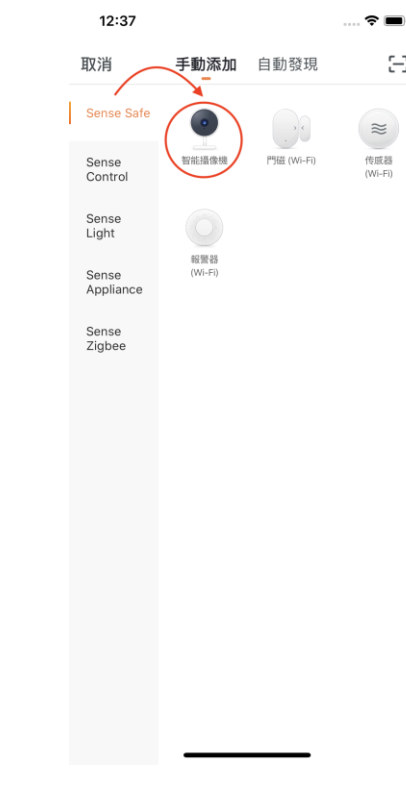 12:37
取消
手動添加
自動發現
Sense Safe
Sense
Control
Sense
Light
Sense
Appliance
Sense
Zigbee
智能攝像機
門磁 (Wi-Fi)
传感器
(Wi-Fi)
報警器
(Wi-Fi)